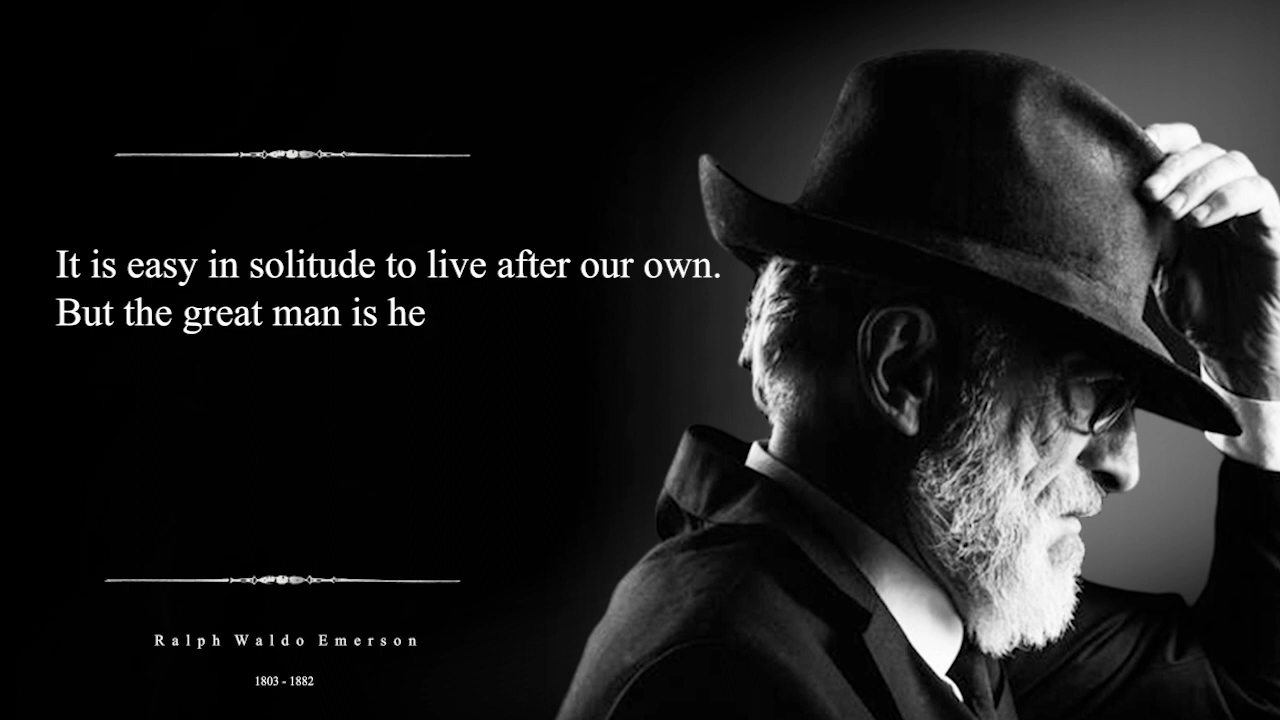 It is easy in solitude to live after our own.
But the great man is he
Ralph Waldo Emerson
1803 - 1882